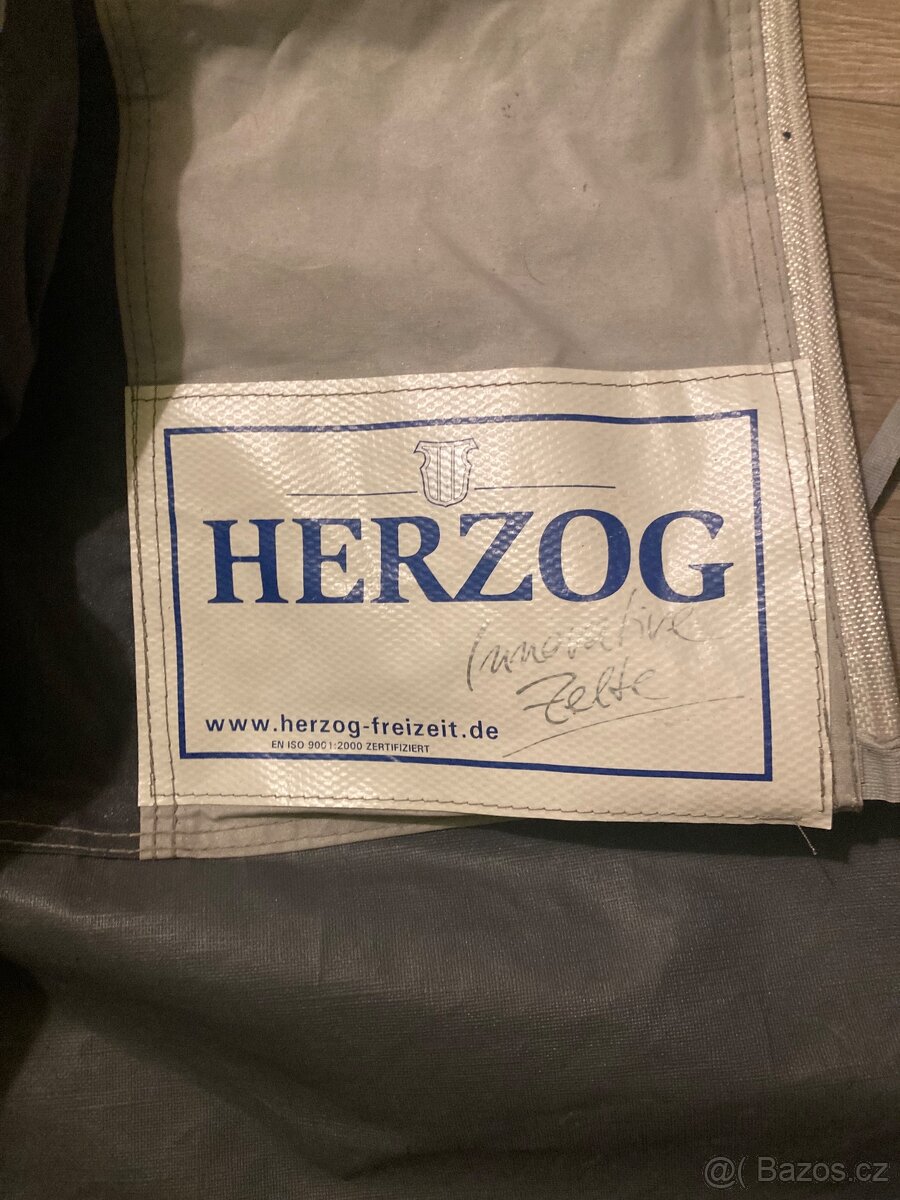 HERZOG
Innovative
Zelte
www.herzog-freizeit.de
EN ISO 9001:2000 ZERTIFIZIERT
@( Bazos.cz